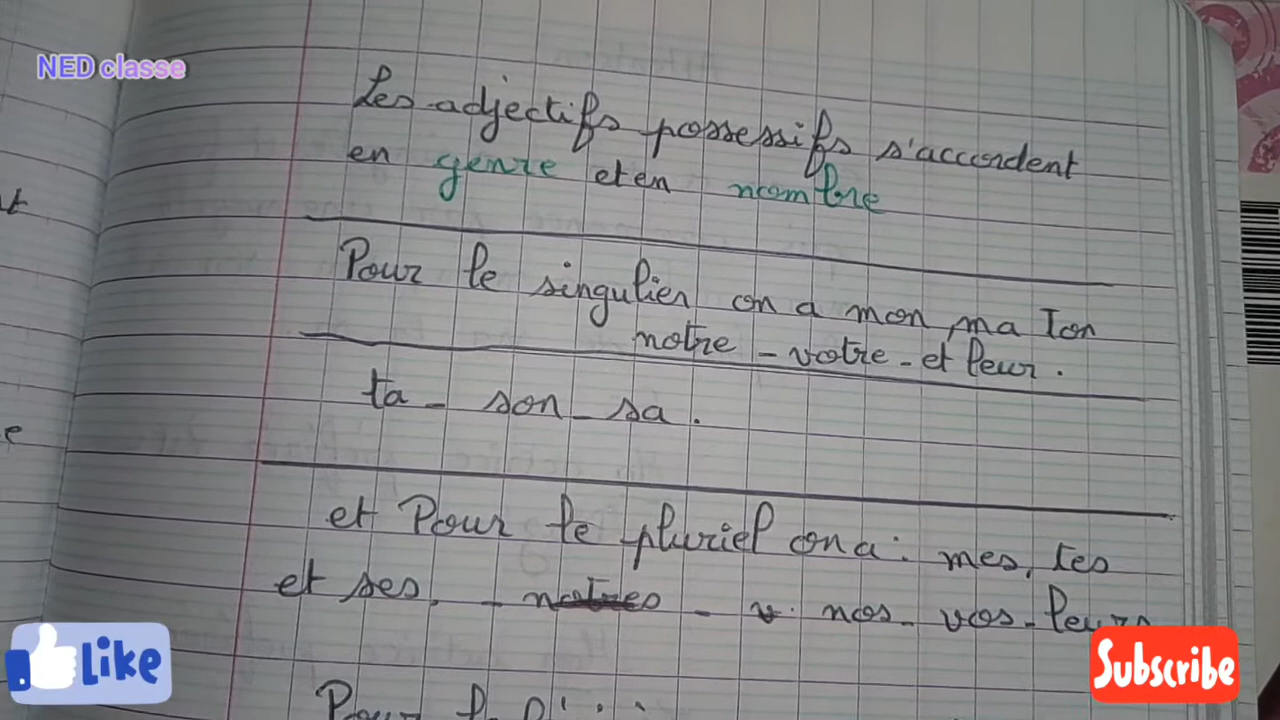 NED classe
Les adjectifs possessifs s'accordent
en genre et en nombre
Pour le singulier on a mon, ma Ton
notre - votre - et leur.
ta - son - sa.
et Pour le pluriel on a : mes, tes
et ses. - notres - v. nos - vos - leurs
Pour
Like
Subscribe